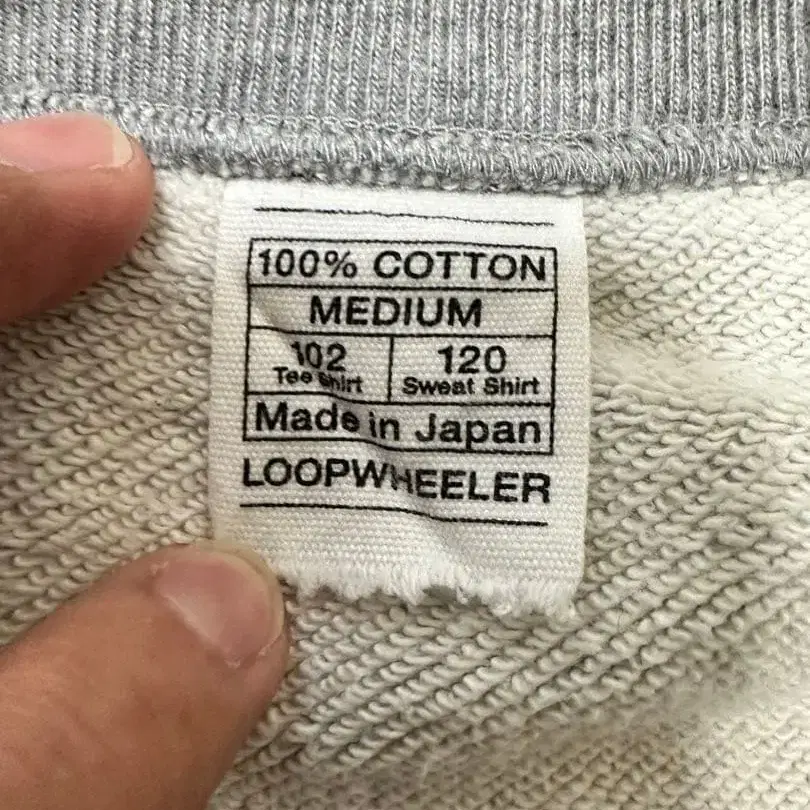 100% COTTON
MEDIUM
102 120
Tee Shirt Sweat Shirt
Made in Japan
LOOPWHEELER